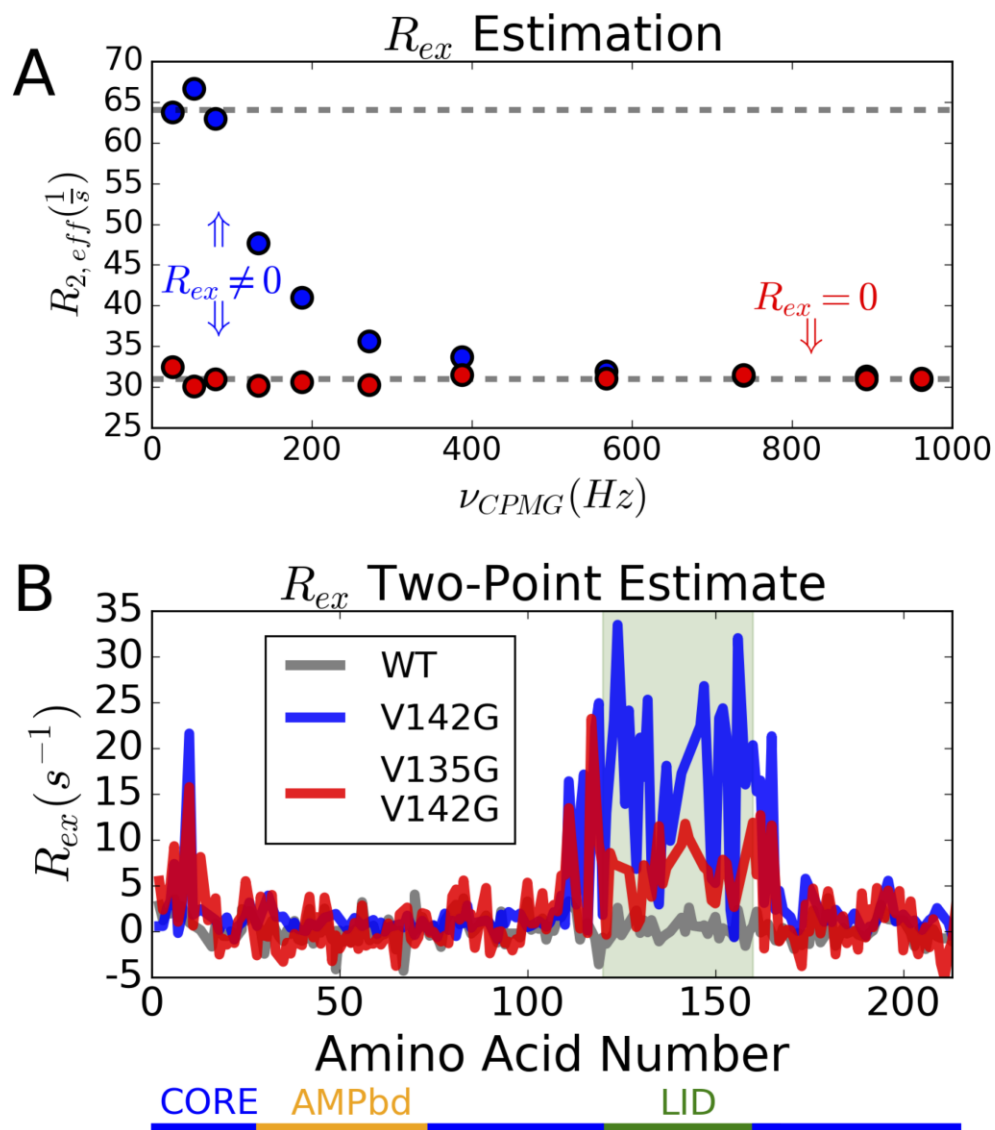 A
R_ex Estimation
70
65
60
55
50
45
40
35
30
25
R_2,eff(1/s)
⇑
R_ex ≠ 0
⇓
R_ex = 0
⇓
0
200
400
600
800
1000
ν_CPMG(Hz)
B
R_ex Two-Point Estimate
35
30
25
20
15
10
5
0
-5
R_ex(s⁻¹)
WT
V142G
V135G
V142G
0
50
100
150
200
Amino Acid Number
CORE
AMPbd
LID